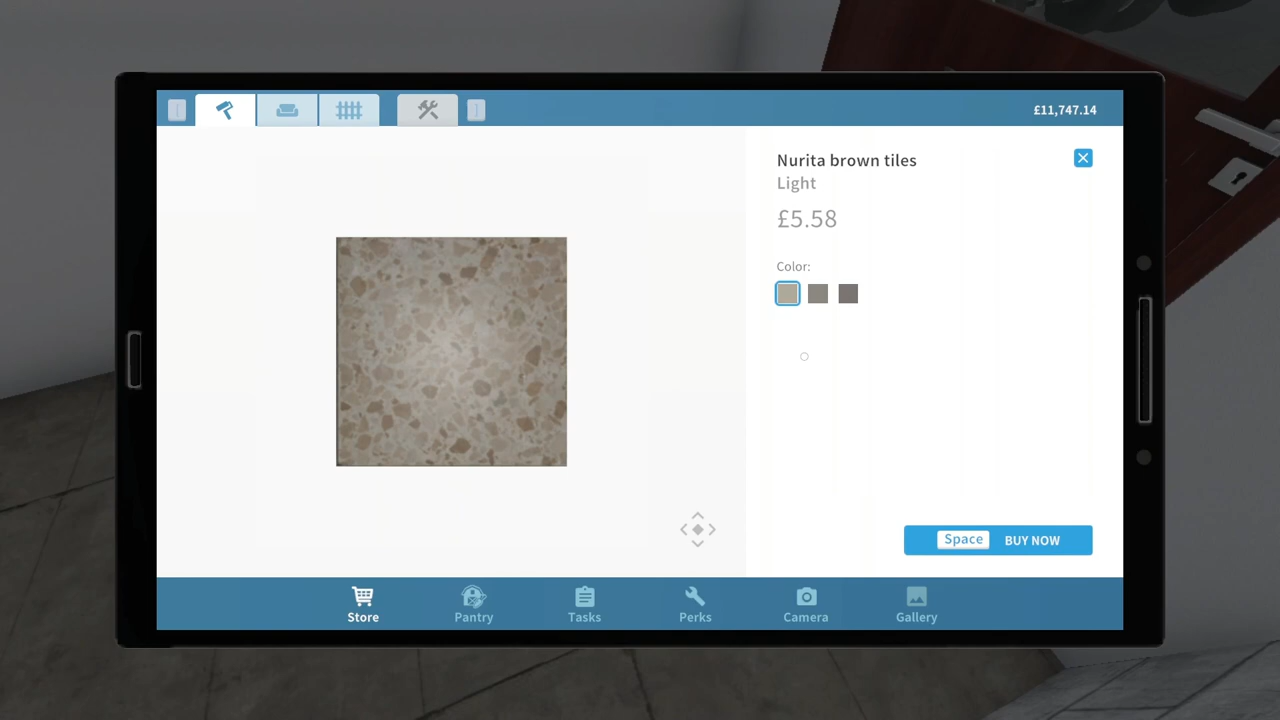 £11,747.14
Nurita brown tiles
Light
£5.58
Color:
Space BUY NOW
Store Pantry Tasks Perks Camera Gallery